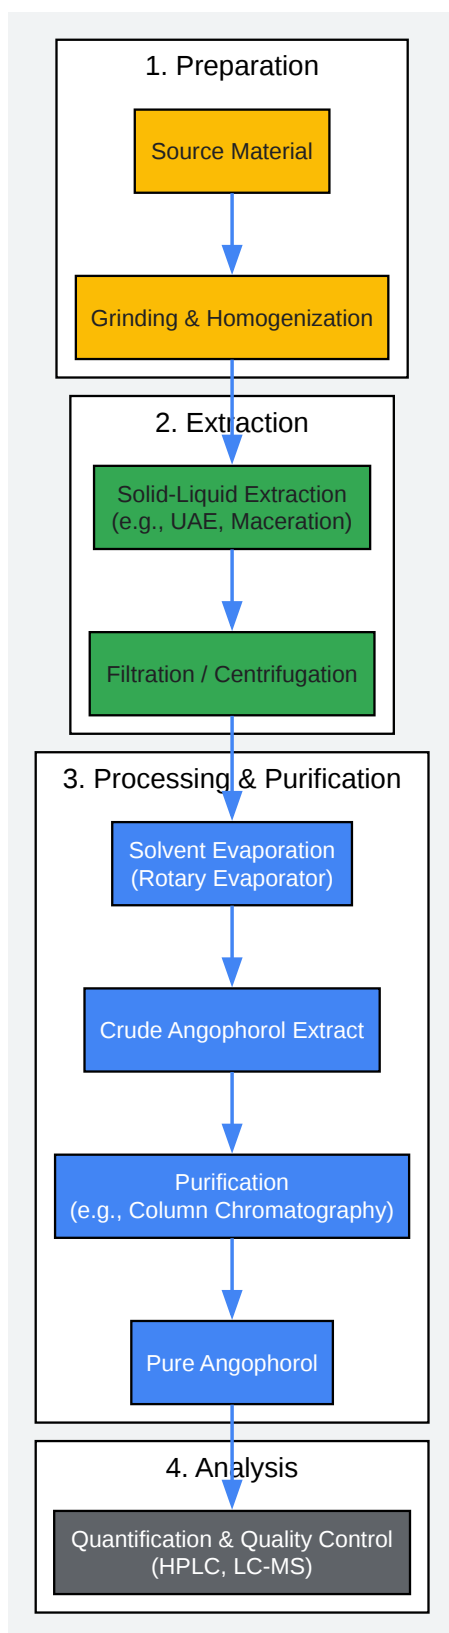 1. Preparation
Source Material
Grinding & Homogenization
2. Extraction
Solid-Liquid Extraction
(e.g., UAE, Maceration)
Filtration / Centrifugation
3. Processing & Purification
Solvent Evaporation
(Rotary Evaporator)
Crude Angophorol Extract
Purification
(e.g., Column Chromatography)
Pure Angophorol
4. Analysis
Quantification & Quality Control
(HPLC, LC-MS)